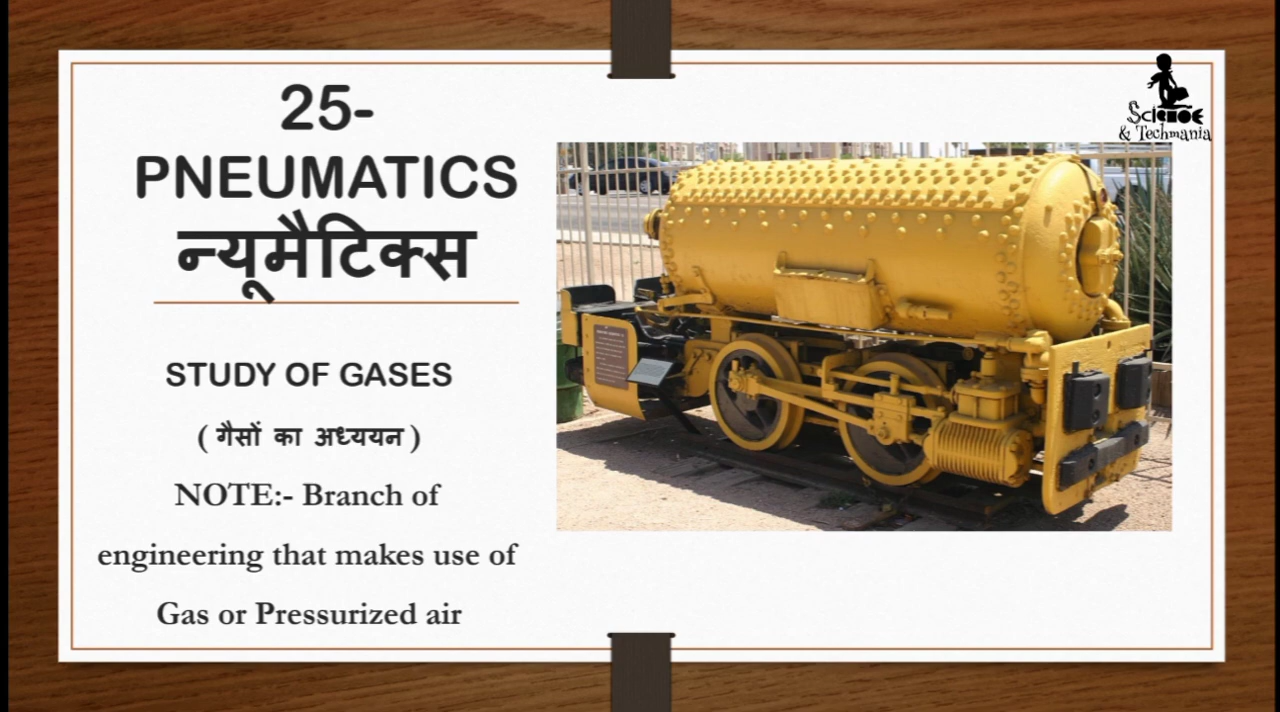 25-
PNEUMATICS
न्यूमैटिक्स
STUDY OF GASES
( गैसों का अध्ययन )
NOTE:- Branch of
engineering that makes use of
Gas or Pressurized air
Science
& Techmania